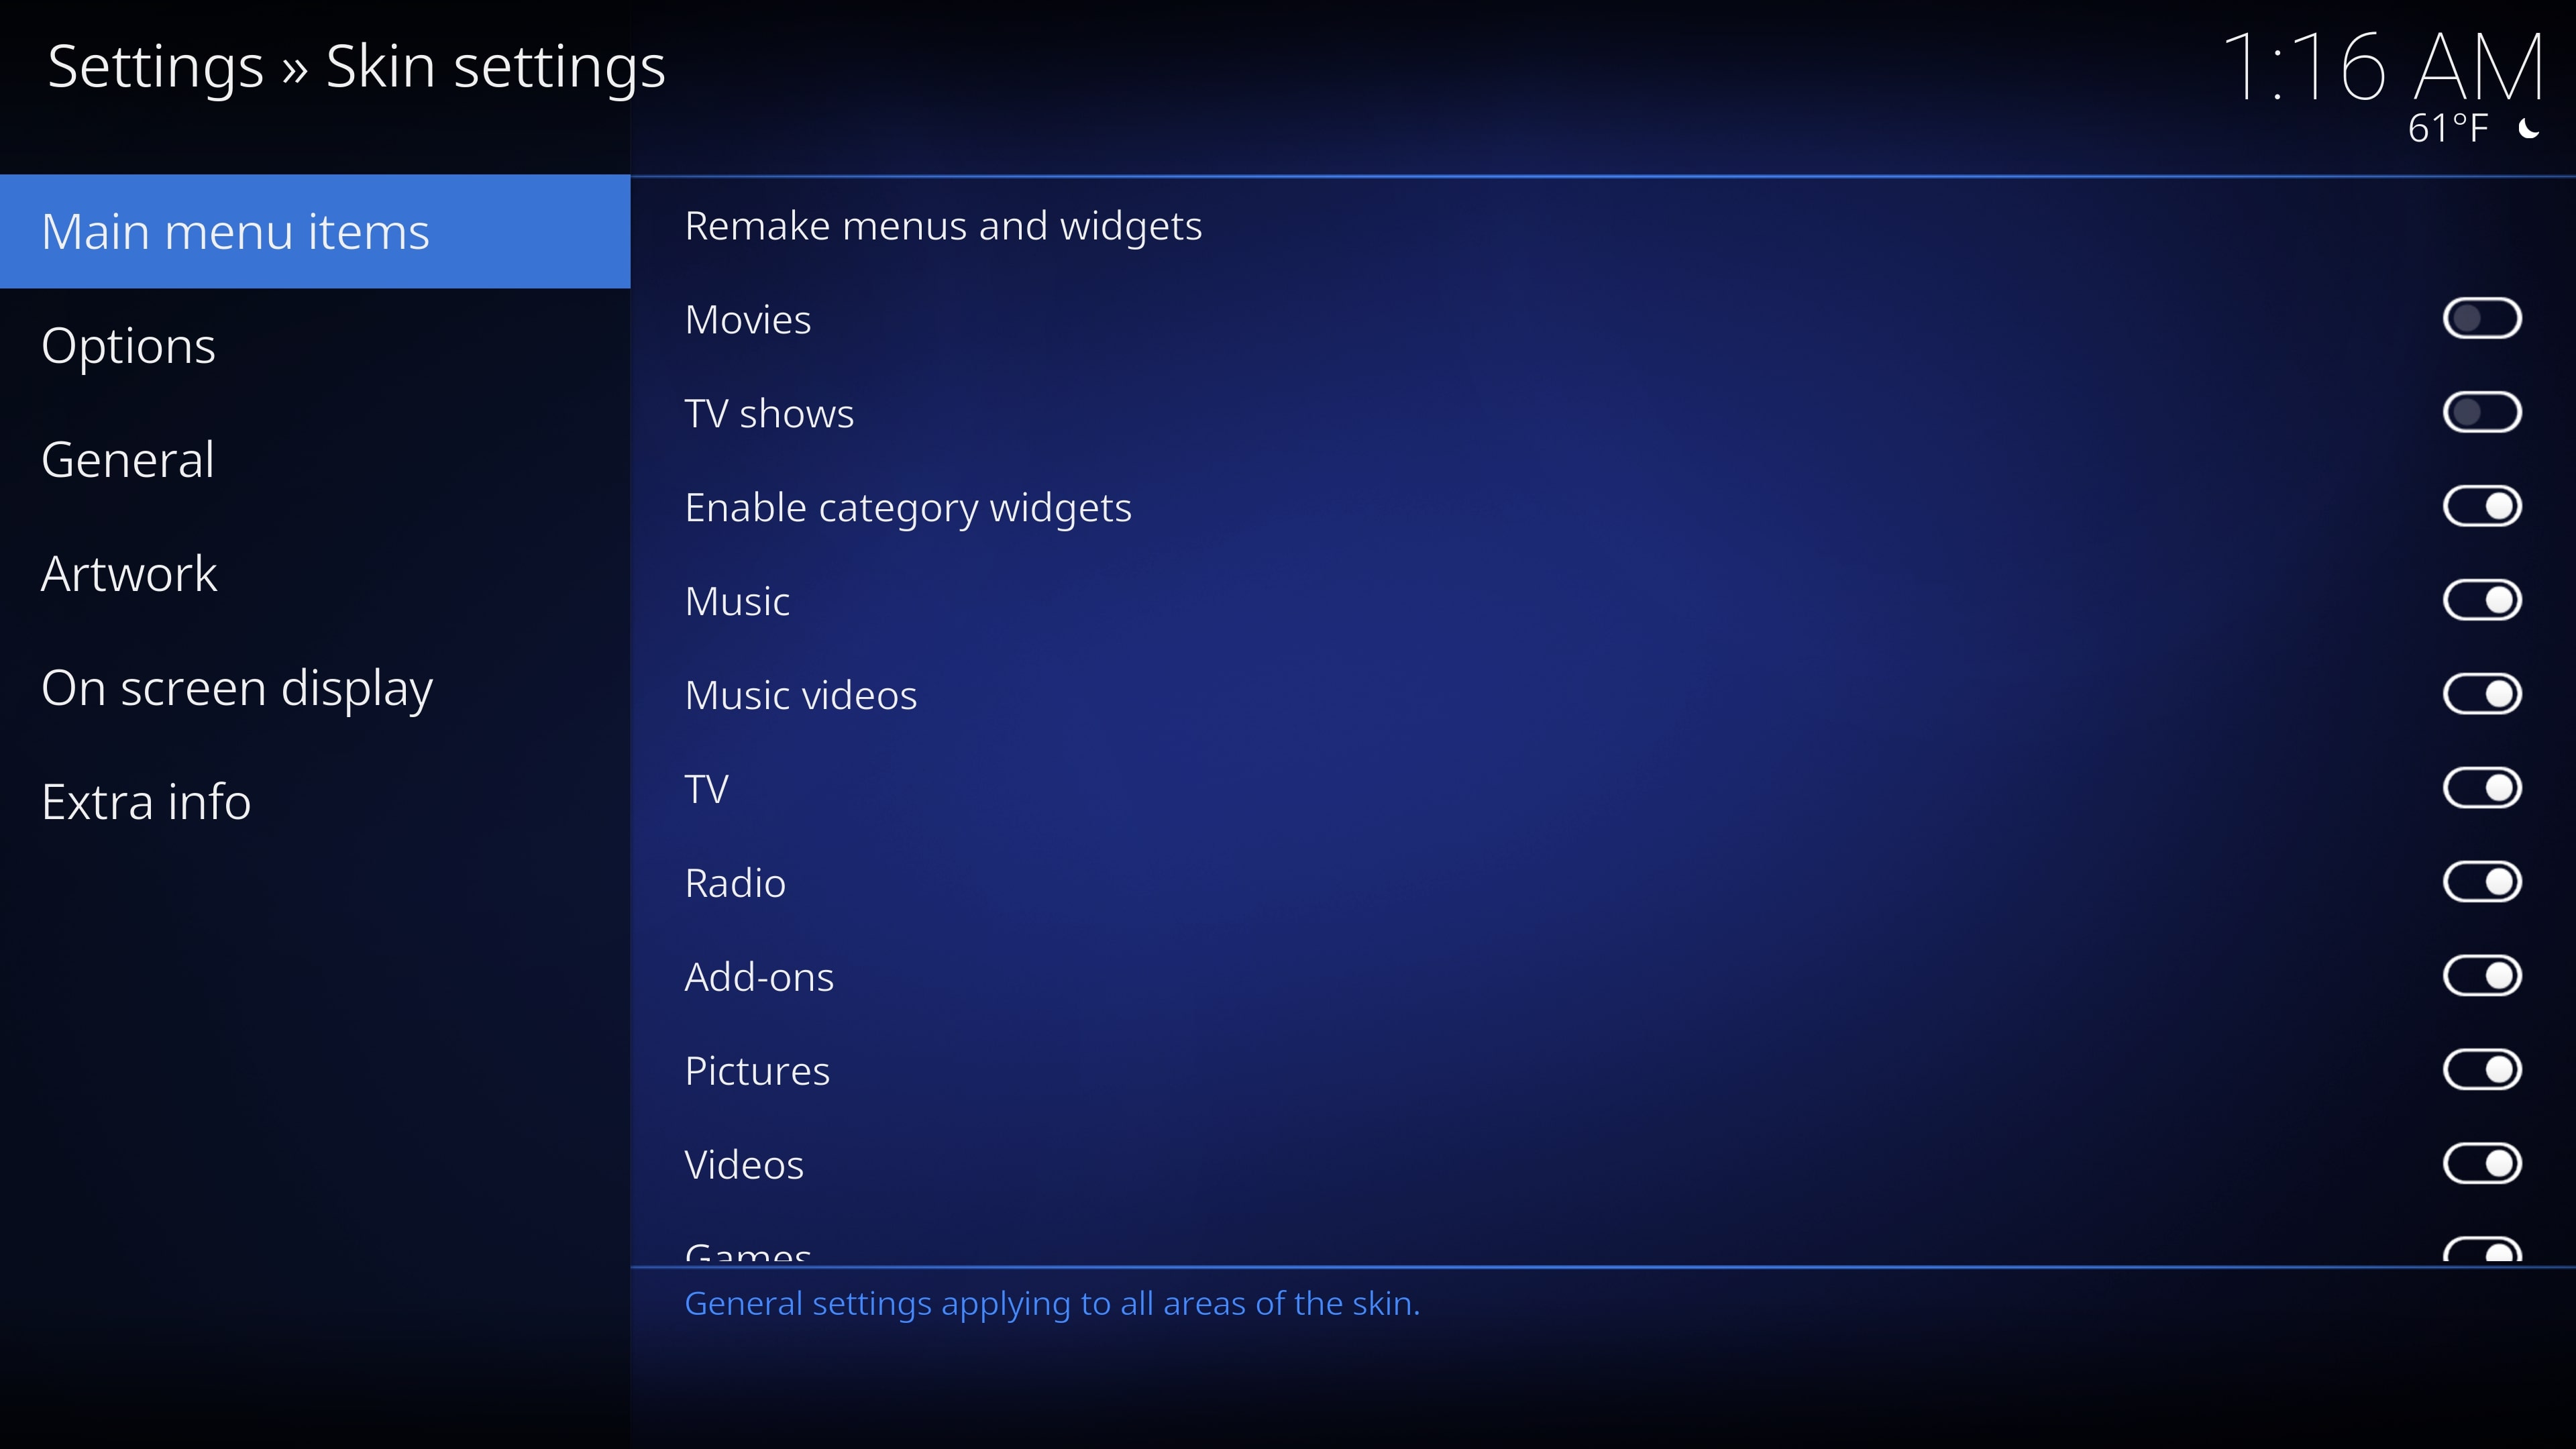 Settings » Skin settings
1:16 AM
61°F
Main menu items
Options
General
Artwork
On screen display
Extra info
Remake menus and widgets
Movies
TV shows
Enable category widgets
Music
Music videos
TV
Radio
Add-ons
Pictures
Videos
Games
General settings applying to all areas of the skin.